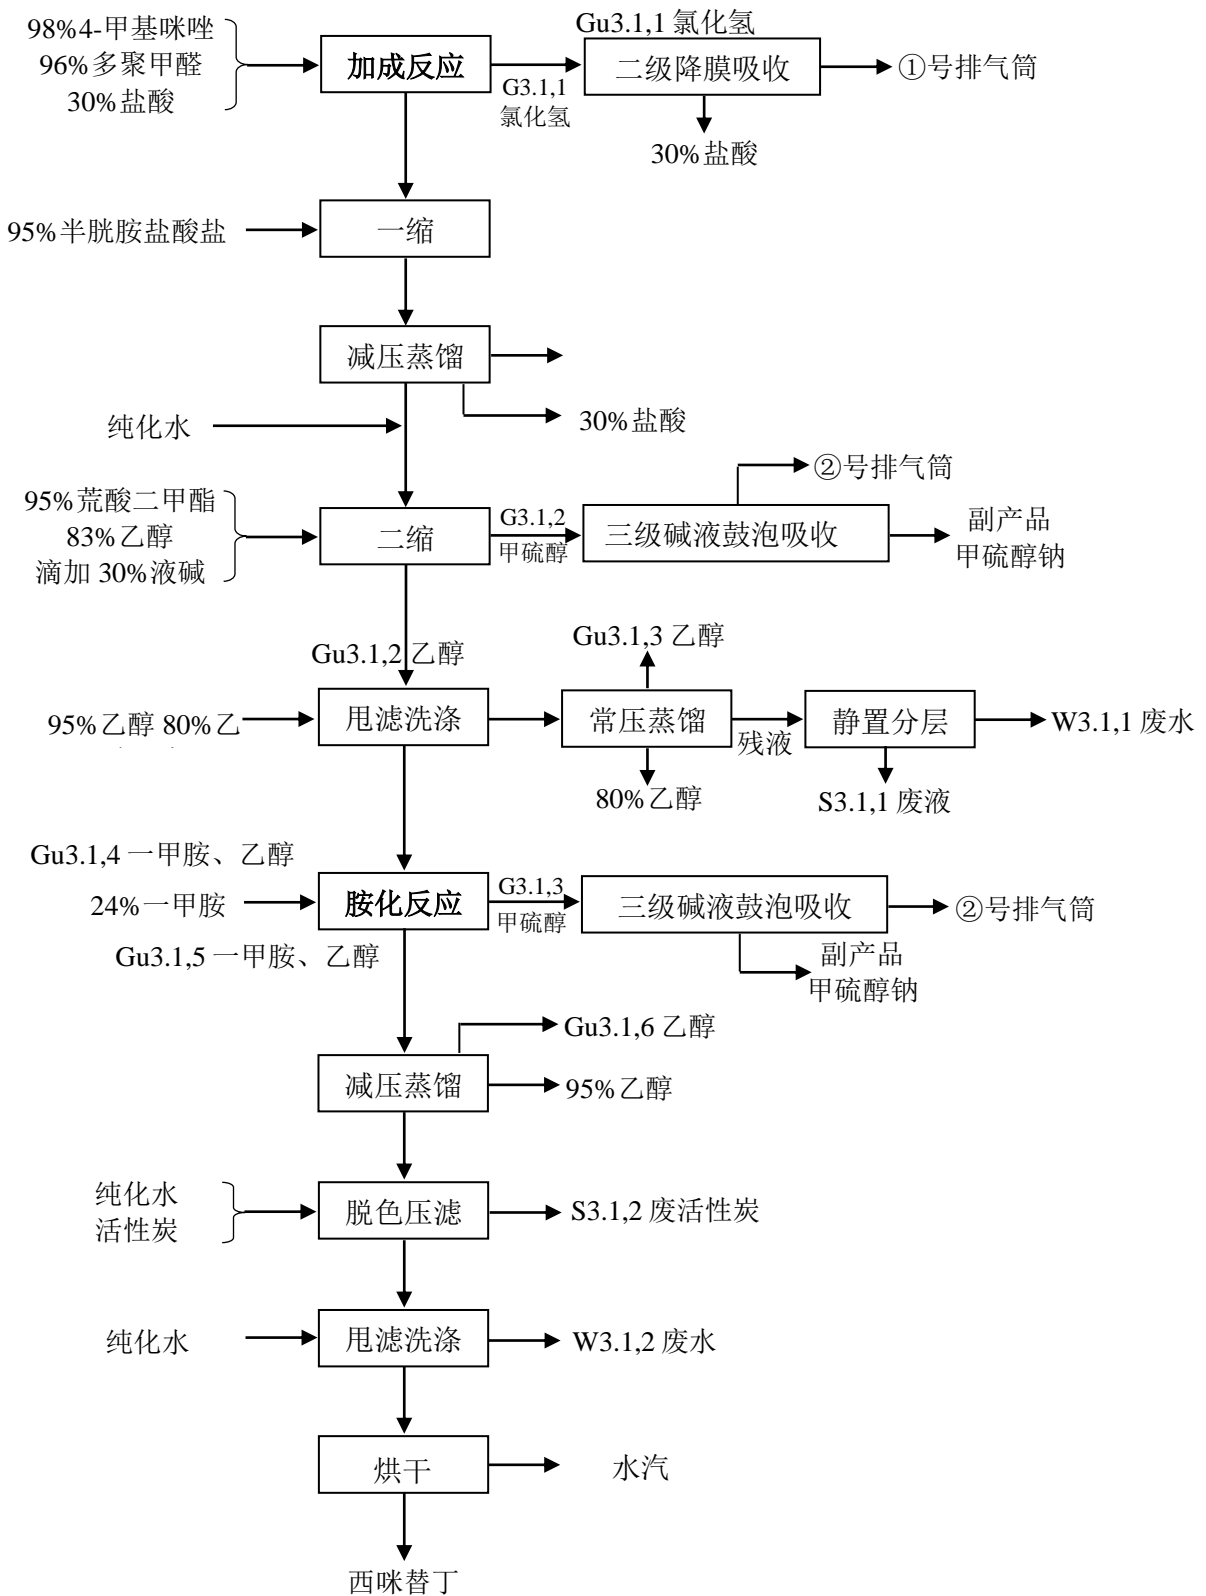 Gu3.1,1 氯化氢
98%4-甲基咪唑
96%多聚甲醛
30%盐酸
加成反应
G3.1,1
氯化氢
二级降膜吸收
①号排气筒
30%盐酸
95%半胱胺盐酸盐
一缩
减压蒸馏
30%盐酸
纯化水
②号排气筒
95%荒酸二甲酯
83%乙醇
滴加 30%液碱
二缩
G3.1,2
甲硫醇
三级碱液鼓泡吸收
副产品
甲硫醇钠
Gu3.1,2 乙醇
Gu3.1,3 乙醇
95%乙醇 80%乙
甩滤洗涤
常压蒸馏
残液
静置分层
W3.1,1 废水
80%乙醇
S3.1,1 废液
Gu3.1,4 一甲胺、乙醇
24%一甲胺
胺化反应
G3.1,3
甲硫醇
三级碱液鼓泡吸收
②号排气筒
Gu3.1,5 一甲胺、乙醇
副产品
甲硫醇钠
Gu3.1,6 乙醇
减压蒸馏
95%乙醇
纯化水
活性炭
脱色压滤
S3.1,2 废活性炭
纯化水
甩滤洗涤
W3.1,2 废水
烘干
水汽
西咪替丁